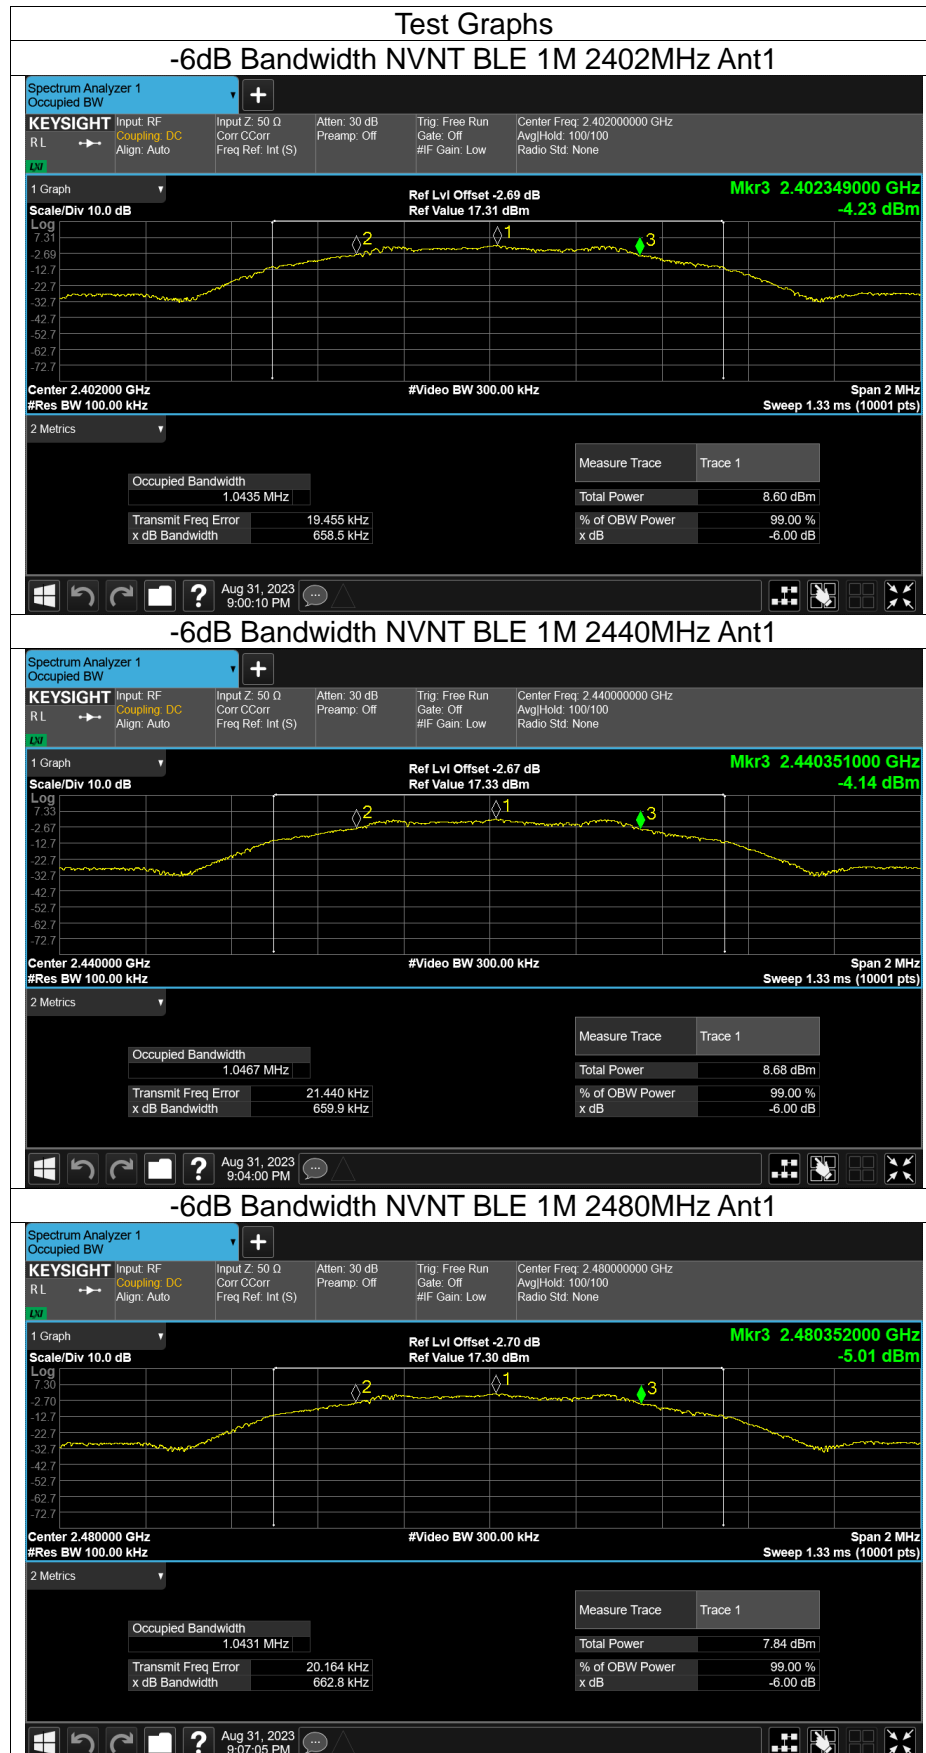 Test Graphs
-6dB Bandwidth NVNT BLE 1M 2402MHz Ant1
Spectrum Analyzer 1
Occupied BW
KEYSIGHT
RL
LXI
Input: RF
Coupling: DC
Align: Auto
Input Z: 50 Ω
Corr CCorr
Freq Ref: Int (S)
Atten: 30 dB
Preamp: Off
Trig: Free Run
Gate: Off
#IF Gain: Low
Center Freq: 2.402000000 GHz
Avg|Hold: 100/100
Radio Std: None
1 Graph
Scale/Div 10.0 dB
Ref Lvl Offset -2.69 dB
Ref Value 17.31 dBm
Mkr3 2.402349000 GHz
-4.23 dBm
Log
7.31
-2.69
-12.7
-22.7
-32.7
-42.7
-52.7
-62.7
-72.7
2
1
3
Center 2.402000 GHz
#Res BW 100.00 kHz
#Video BW 300.00 kHz
Span 2 MHz
Sweep 1.33 ms (10001 pts)
2 Metrics
Occupied Bandwidth
1.0435 MHz
Transmit Freq Error 19.455 kHz
x dB Bandwidth 658.5 kHz
Measure Trace Trace 1
Total Power 8.60 dBm
% of OBW Power 99.00 %
x dB -6.00 dB
?
Aug 31, 2023
9:00:10 PM
-6dB Bandwidth NVNT BLE 1M 2440MHz Ant1
Spectrum Analyzer 1
Occupied BW
KEYSIGHT
RL
LXI
Input: RF
Coupling: DC
Align: Auto
Input Z: 50 Ω
Corr CCorr
Freq Ref: Int (S)
Atten: 30 dB
Preamp: Off
Trig: Free Run
Gate: Off
#IF Gain: Low
Center Freq: 2.440000000 GHz
Avg|Hold: 100/100
Radio Std: None
1 Graph
Scale/Div 10.0 dB
Ref Lvl Offset -2.67 dB
Ref Value 17.33 dBm
Mkr3 2.440351000 GHz
-4.14 dBm
Log
7.33
-2.67
-12.7
-22.7
-32.7
-42.7
-52.7
-62.7
-72.7
2
1
3
Center 2.440000 GHz
#Res BW 100.00 kHz
#Video BW 300.00 kHz
Span 2 MHz
Sweep 1.33 ms (10001 pts)
2 Metrics
Occupied Bandwidth
1.0467 MHz
Transmit Freq Error 21.440 kHz
x dB Bandwidth 659.9 kHz
Measure Trace Trace 1
Total Power 8.68 dBm
% of OBW Power 99.00 %
x dB -6.00 dB
?
Aug 31, 2023
9:04:00 PM
-6dB Bandwidth NVNT BLE 1M 2480MHz Ant1
Spectrum Analyzer 1
Occupied BW
KEYSIGHT
RL
LXI
Input: RF
Coupling: DC
Align: Auto
Input Z: 50 Ω
Corr CCorr
Freq Ref: Int (S)
Atten: 30 dB
Preamp: Off
Trig: Free Run
Gate: Off
#IF Gain: Low
Center Freq: 2.480000000 GHz
Avg|Hold: 100/100
Radio Std: None
1 Graph
Scale/Div 10.0 dB
Ref Lvl Offset -2.70 dB
Ref Value 17.30 dBm
Mkr3 2.480352000 GHz
-5.01 dBm
Log
7.30
-2.70
-12.7
-22.7
-32.7
-42.7
-52.7
-62.7
-72.7
2
1
3
Center 2.480000 GHz
#Res BW 100.00 kHz
#Video BW 300.00 kHz
Span 2 MHz
Sweep 1.33 ms (10001 pts)
2 Metrics
Occupied Bandwidth
1.0431 MHz
Transmit Freq Error 20.164 kHz
x dB Bandwidth 662.8 kHz
Measure Trace Trace 1
Total Power 7.84 dBm
% of OBW Power 99.00 %
x dB -6.00 dB
?
Aug 31, 2023
9:07:05 PM